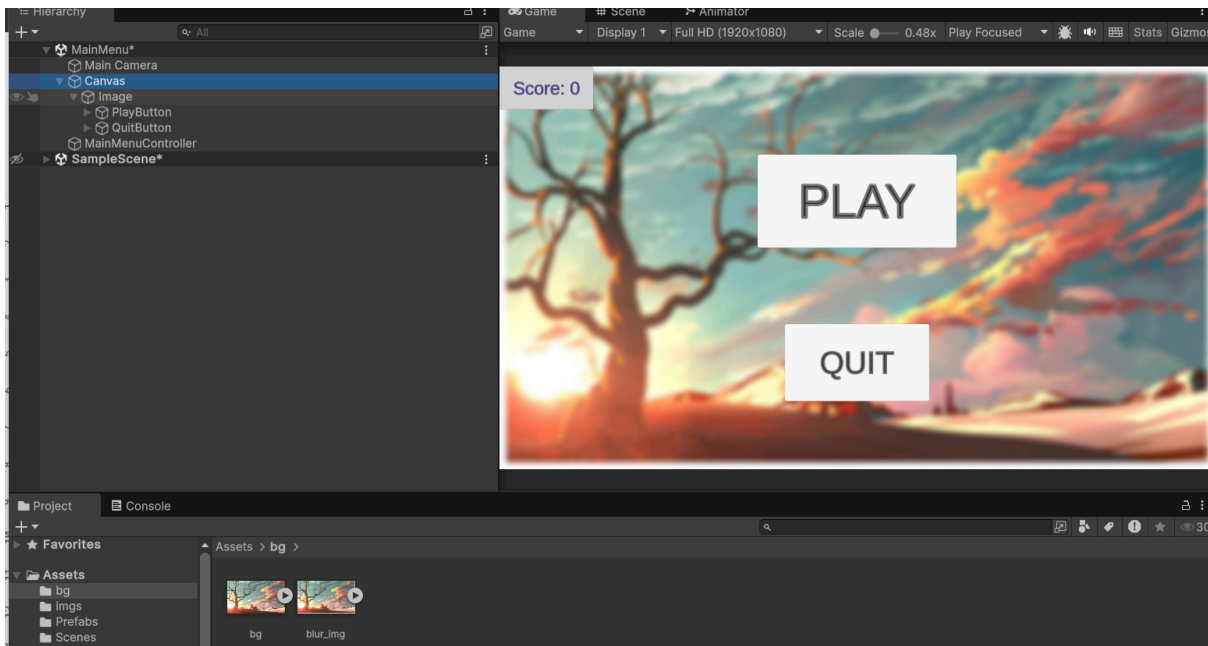 Hierarchy
Game
Scene
Animator
All
Game
Display 1
Full HD (1920x1080)
Scale
0.48x
Play Focused
Stats
Gizmos
MainMenu*
Main Camera
Canvas
Image
PlayButton
QuitButton
MainMenuController
SampleScene*
Score: 0
PLAY
QUIT
Project
Console
Favorites
Assets > bg >
30
Assets
bg
imgs
Prefabs
Scenes
bg
blur_img